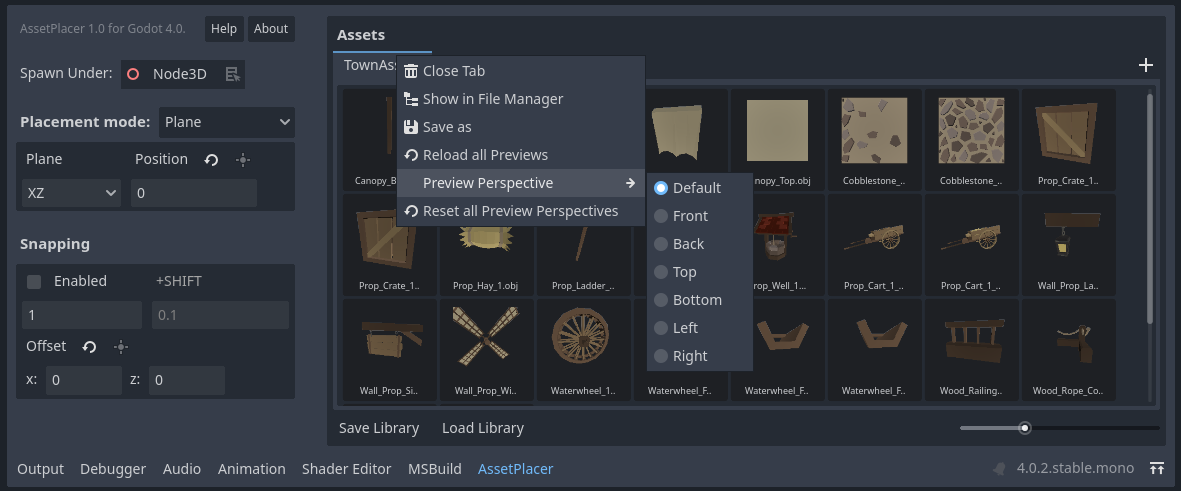 AssetPlacer 1.0 for Godot 4.0.
Help
About
Spawn Under:
Node3D
Placement mode:
Plane
Plane
Position
XZ
0
Snapping
Enabled
+SHIFT
1
0.1
Offset
x:
0
z:
0
Assets
TownAss
Close Tab
Show in File Manager
Save as
Reload all Previews
Preview Perspective
Reset all Preview Perspectives
Default
Front
Back
Top
Bottom
Left
Right
Canopy_B
nopy_Top.obj
Cobblestone_..
Cobblestone_..
Prop_Crate_1..
Prop_Crate_1..
Prop_Hay_1.obj
Prop_Ladder_..
rop_Well_1...
Prop_Cart_1_..
Prop_Cart_1_..
Wall_Prop_La..
Wall_Prop_Si..
Wall_Prop_Wi..
Waterwheel_1..
Waterwheel_F..
Waterwheel_F..
Waterwheel_F..
Wood_Railing..
Wood_Rope_Co..
Save Library
Load Library
Output
Debugger
Audio
Animation
Shader Editor
MSBuild
AssetPlacer
4.0.2.stable.mono